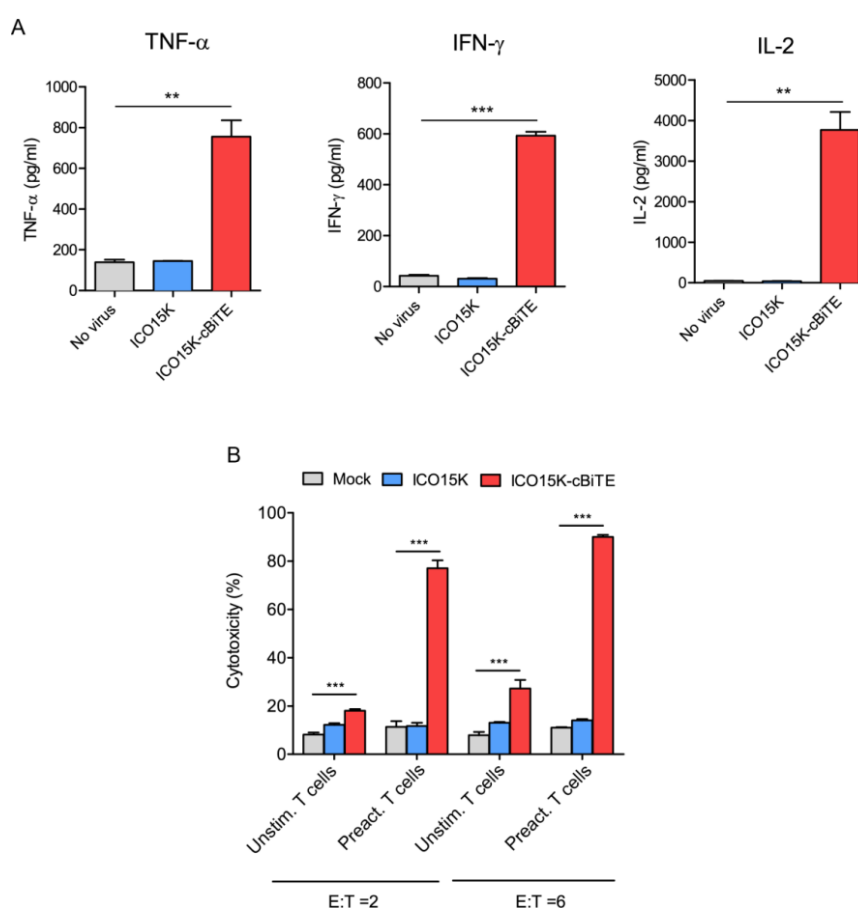 A
TNF-α
IFN-γ
IL-2
TNF-α (pg/ml)
1000
800
600
400
200
0
**
No virus
ICO15K
ICO15K-cBiTE
IFN-γ (pg/ml)
800
600
400
200
0
***
No virus
ICO15K
ICO15K-cBiTE
IL-2 (pg/ml)
5000
4000
3000
2000
1000
0
**
No virus
ICO15K
ICO15K-cBiTE
B
Mock ICO15K ICO15K-cBiTE
Cytotoxicity (%)
100
80
60
40
20
0
*** *** *** ***
Unstim. T cells
Preact. T cells
Unstim. T cells
Preact. T cells
E:T =2 E:T =6